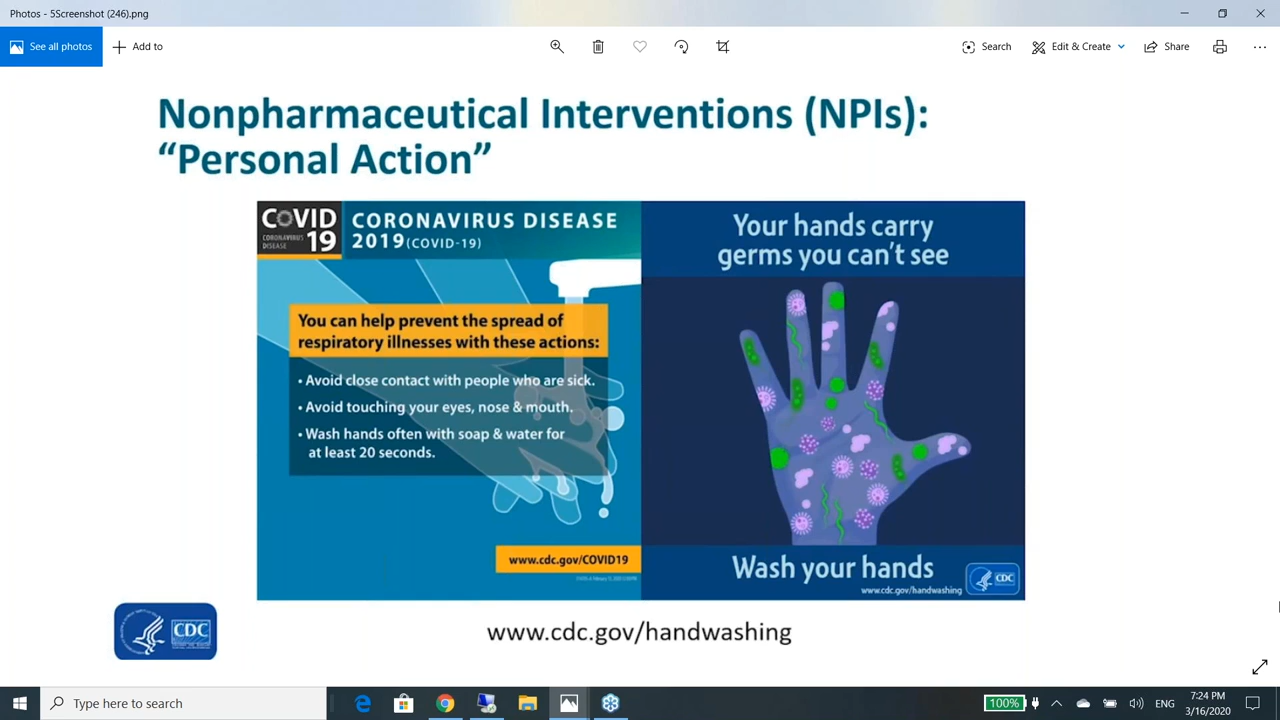 Photos - 5Screenshot (246).png
See all photos
Add to
Search
Edit & Create
Share
Nonpharmaceutical Interventions (NPIs):
“Personal Action”
COVID
CORONAVIRUS
DISEASE
19
CORONAVIRUS DISEASE
2019 (COVID-19)
You can help prevent the spread of
respiratory illnesses with these actions:
• Avoid close contact with people who are sick.
• Avoid touching your eyes, nose & mouth.
• Wash hands often with soap & water for
at least 20 seconds.
www.cdc.gov/COVID19
Your hands carry
germs you can't see
Wash your hands
www.cdc.gov/handwashing
CDC
CDC
www.cdc.gov/handwashing
Type here to search
100%
ENG
7:24 PM
3/16/2020